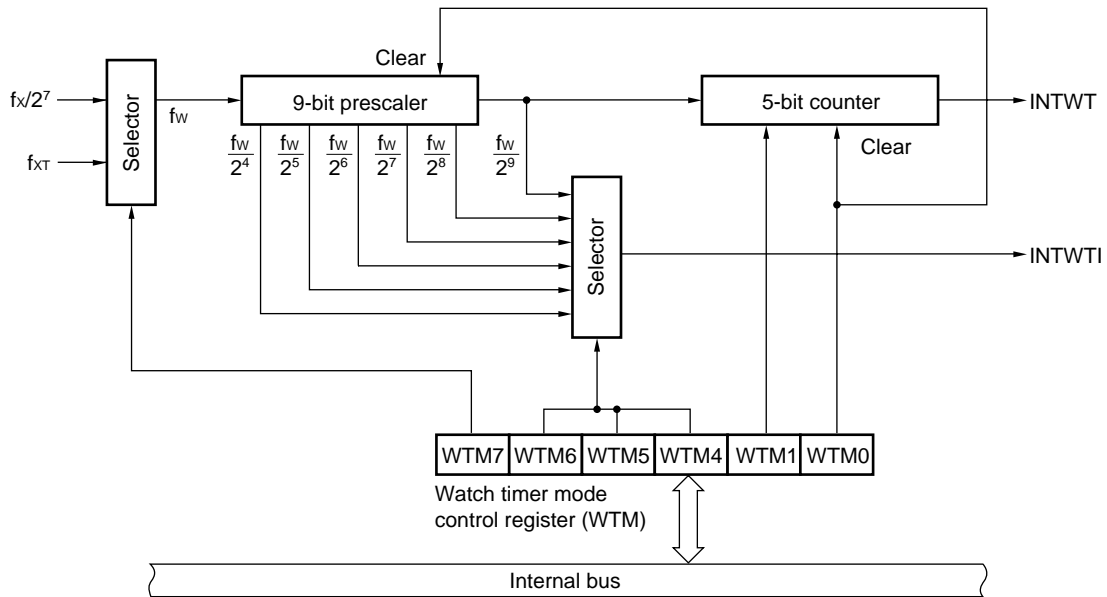 Clear
fX/2⁷
fXT
Selector
fW
9-bit prescaler
5-bit counter
INTWT
fW/2⁴
fW/2⁵
fW/2⁶
fW/2⁷
fW/2⁸
fW/2⁹
Clear
Selector
INTWTI
WTM7 WTM6 WTM5 WTM4 WTM1 WTM0
Watch timer mode
control register (WTM)
Internal bus